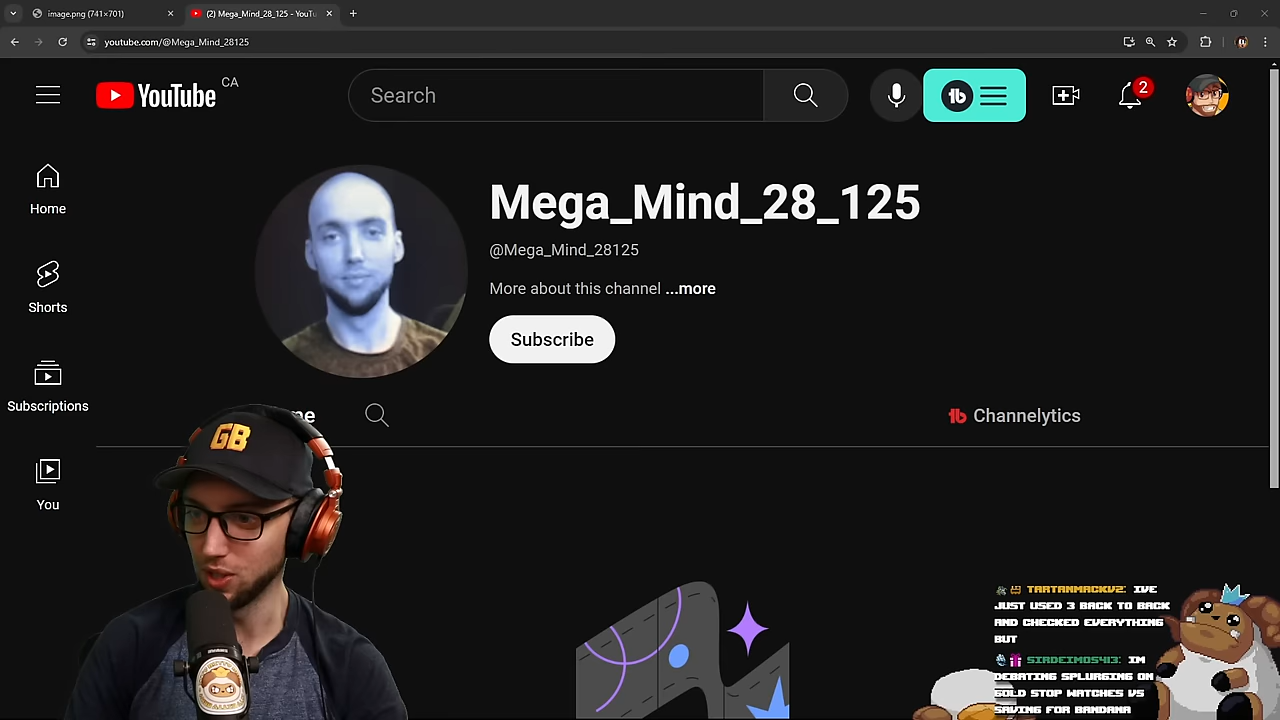 image.png (741×701)
(2) Mega_Mind_28_125 - YouTu
youtube.com/@Mega_Mind_28125
YouTube CA
Search
2
Home
Shorts
Subscriptions
You
Mega_Mind_28_125
@Mega_Mind_28125
More about this channel ...more
Subscribe
Channelytics
GB
TARTANMACKV2: IVE
JUST USED 3 BACK TO BACK
AND CHECKED EVERYTHING
BUT
SIRDEIMOS413: IM
DEBATING SPLURGING ON
GOLD STOP WATCHES VS
SAVING FOR BANDANA